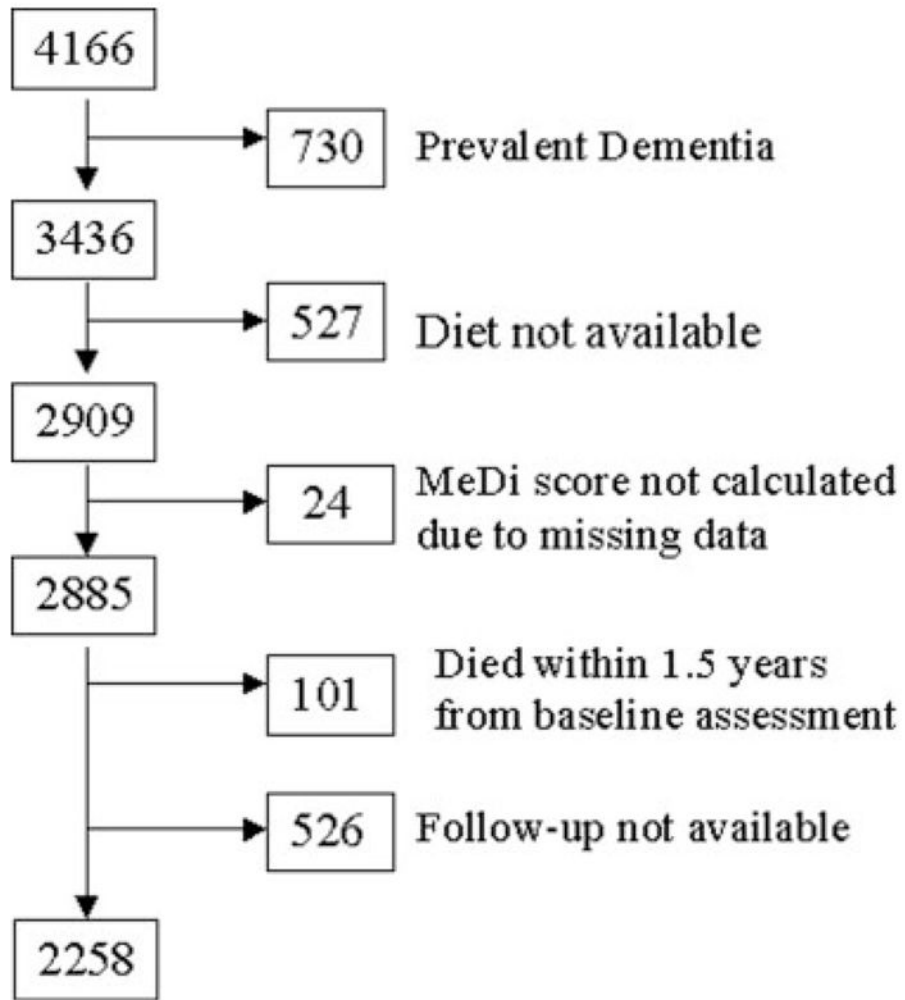 4166
730 Prevalent Dementia
3436
527 Diet not available
2909
24 MeDi score not calculated
due to missing data
2885
101 Died within 1.5 years
from baseline assessment
526 Follow-up not available
2258